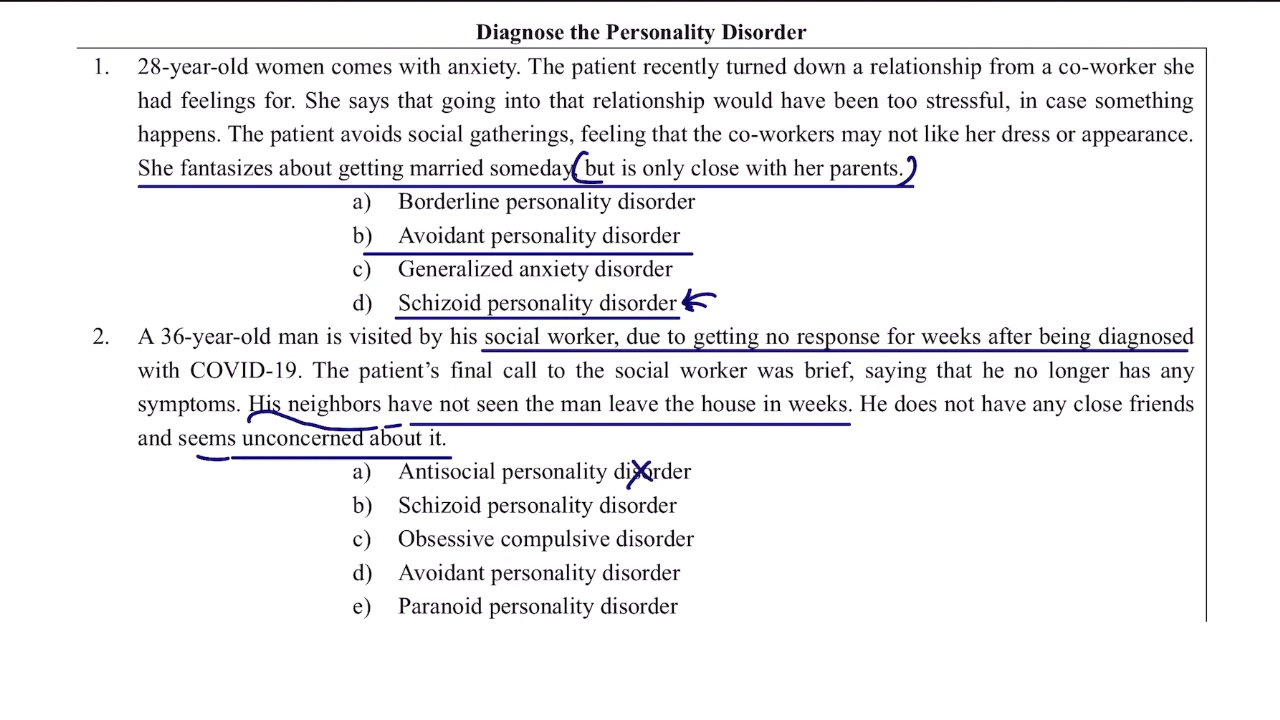 Diagnose the Personality Disorder
1. 28-year-old women comes with anxiety. The patient recently turned down a relationship from a co-worker she
had feelings for. She says that going into that relationship would have been too stressful, in case something
happens. The patient avoids social gatherings, feeling that the co-workers may not like her dress or appearance.
She fantasizes about getting married someday, but is only close with her parents.
a) Borderline personality disorder
b) Avoidant personality disorder
c) Generalized anxiety disorder
d) Schizoid personality disorder
2. A 36-year-old man is visited by his social worker, due to getting no response for weeks after being diagnosed
with COVID-19. The patient’s final call to the social worker was brief, saying that he no longer has any
symptoms. His neighbors have not seen the man leave the house in weeks. He does not have any close friends
and seems unconcerned about it.
a) Antisocial personality disorder
b) Schizoid personality disorder
c) Obsessive compulsive disorder
d) Avoidant personality disorder
e) Paranoid personality disorder